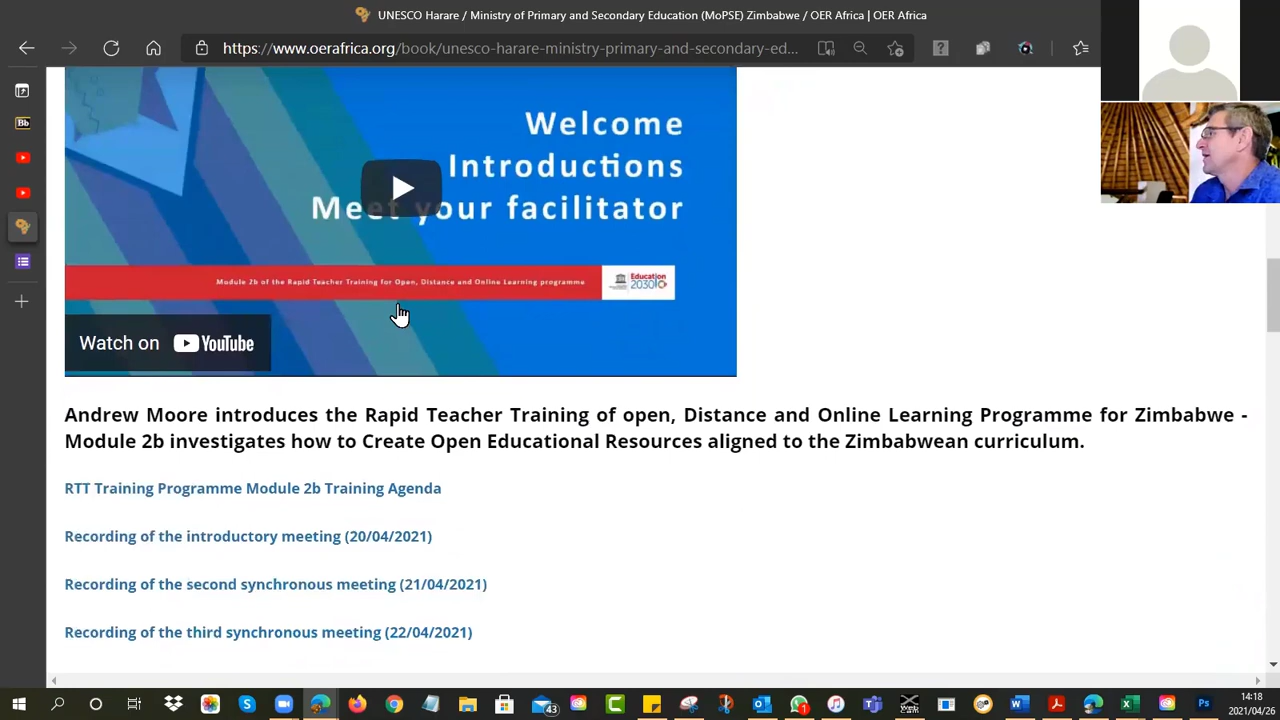 UNESCO Harare / Ministry of Primary and Secondary Education (MoPSE) Zimbabwe / OER Africa | OER Africa
https://www.oerafrica.org/book/unesco-harare-ministry-primary-and-secondary-ed...
Bb
Welcome
Introductions
Meet your facilitator
Module 2b of the Rapid Teacher Training for Open, Distance and Online Learning programme
Education
2030
Watch on YouTube
Andrew Moore introduces the Rapid Teacher Training of open, Distance and Online Learning Programme for Zimbabwe -
Module 2b investigates how to Create Open Educational Resources aligned to the Zimbabwean curriculum.
RTT Training Programme Module 2b Training Agenda
Recording of the introductory meeting (20/04/2021)
Recording of the second synchronous meeting (21/04/2021)
Recording of the third synchronous meeting (22/04/2021)
43
1
14:18
2021/04/26